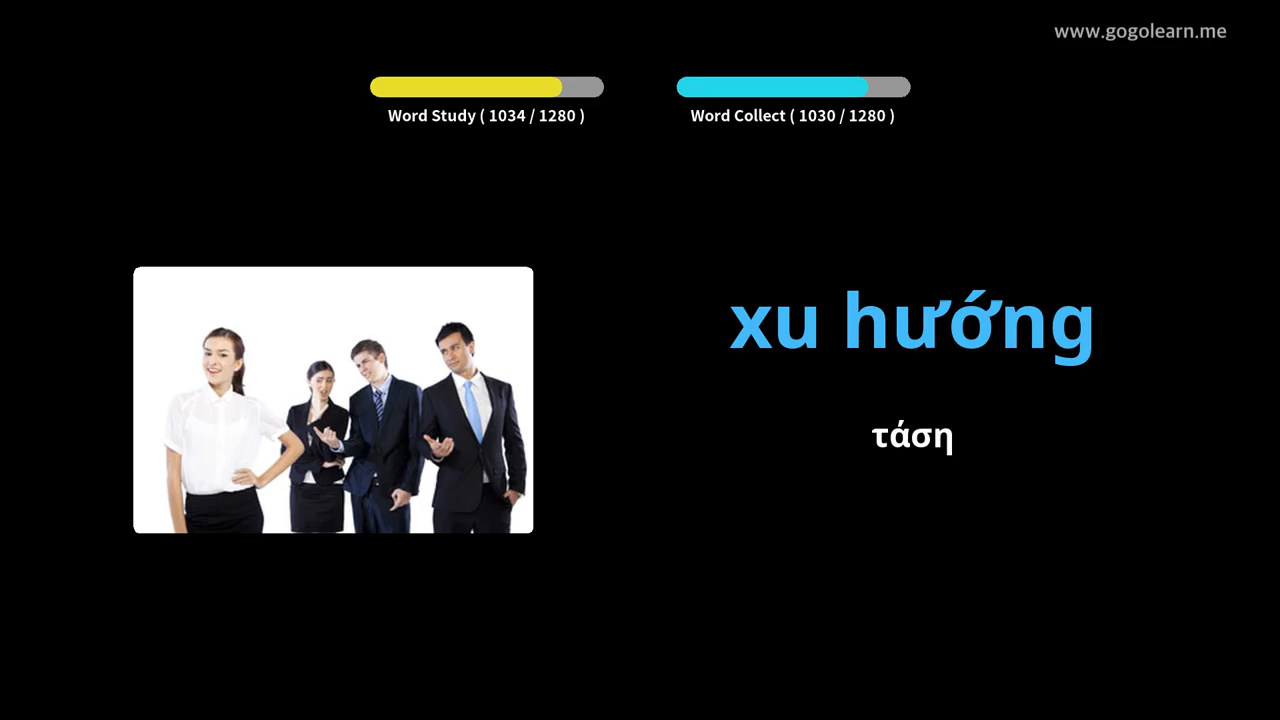 www.gogolearn.me
Word Study ( 1034 / 1280 )
Word Collect ( 1030 / 1280 )
xu hướng
τάση